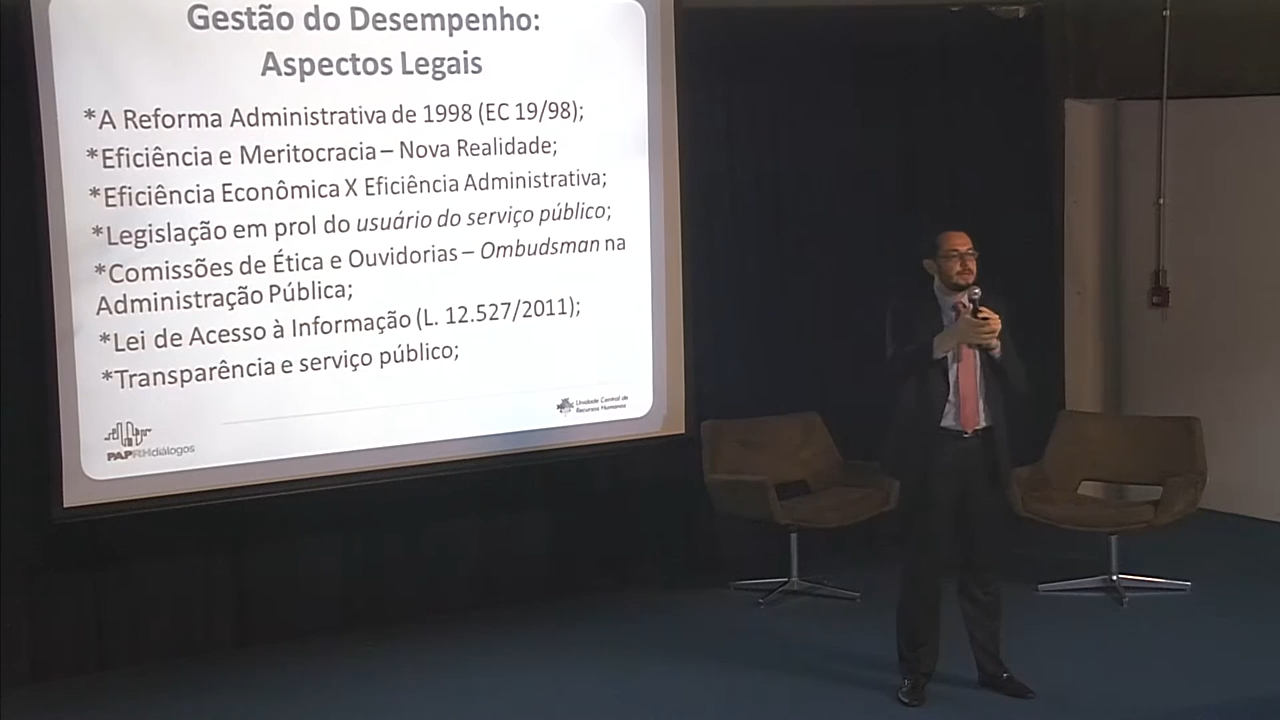 Gestão do Desempenho:
Aspectos Legais
*A Reforma Administrativa de 1998 (EC 19/98);
*Eficiência e Meritocracia – Nova Realidade;
*Eficiência Econômica X Eficiência Administrativa;
*Legislação em prol do usuário do serviço público;
*Comissões de Ética e Ouvidorias – Ombudsman na
Administração Pública;
*Lei de Acesso à Informação (L. 12.527/2011);
*Transparência e serviço público;
Unidade Central de
Recursos Humanos
PAPRHdiálogos